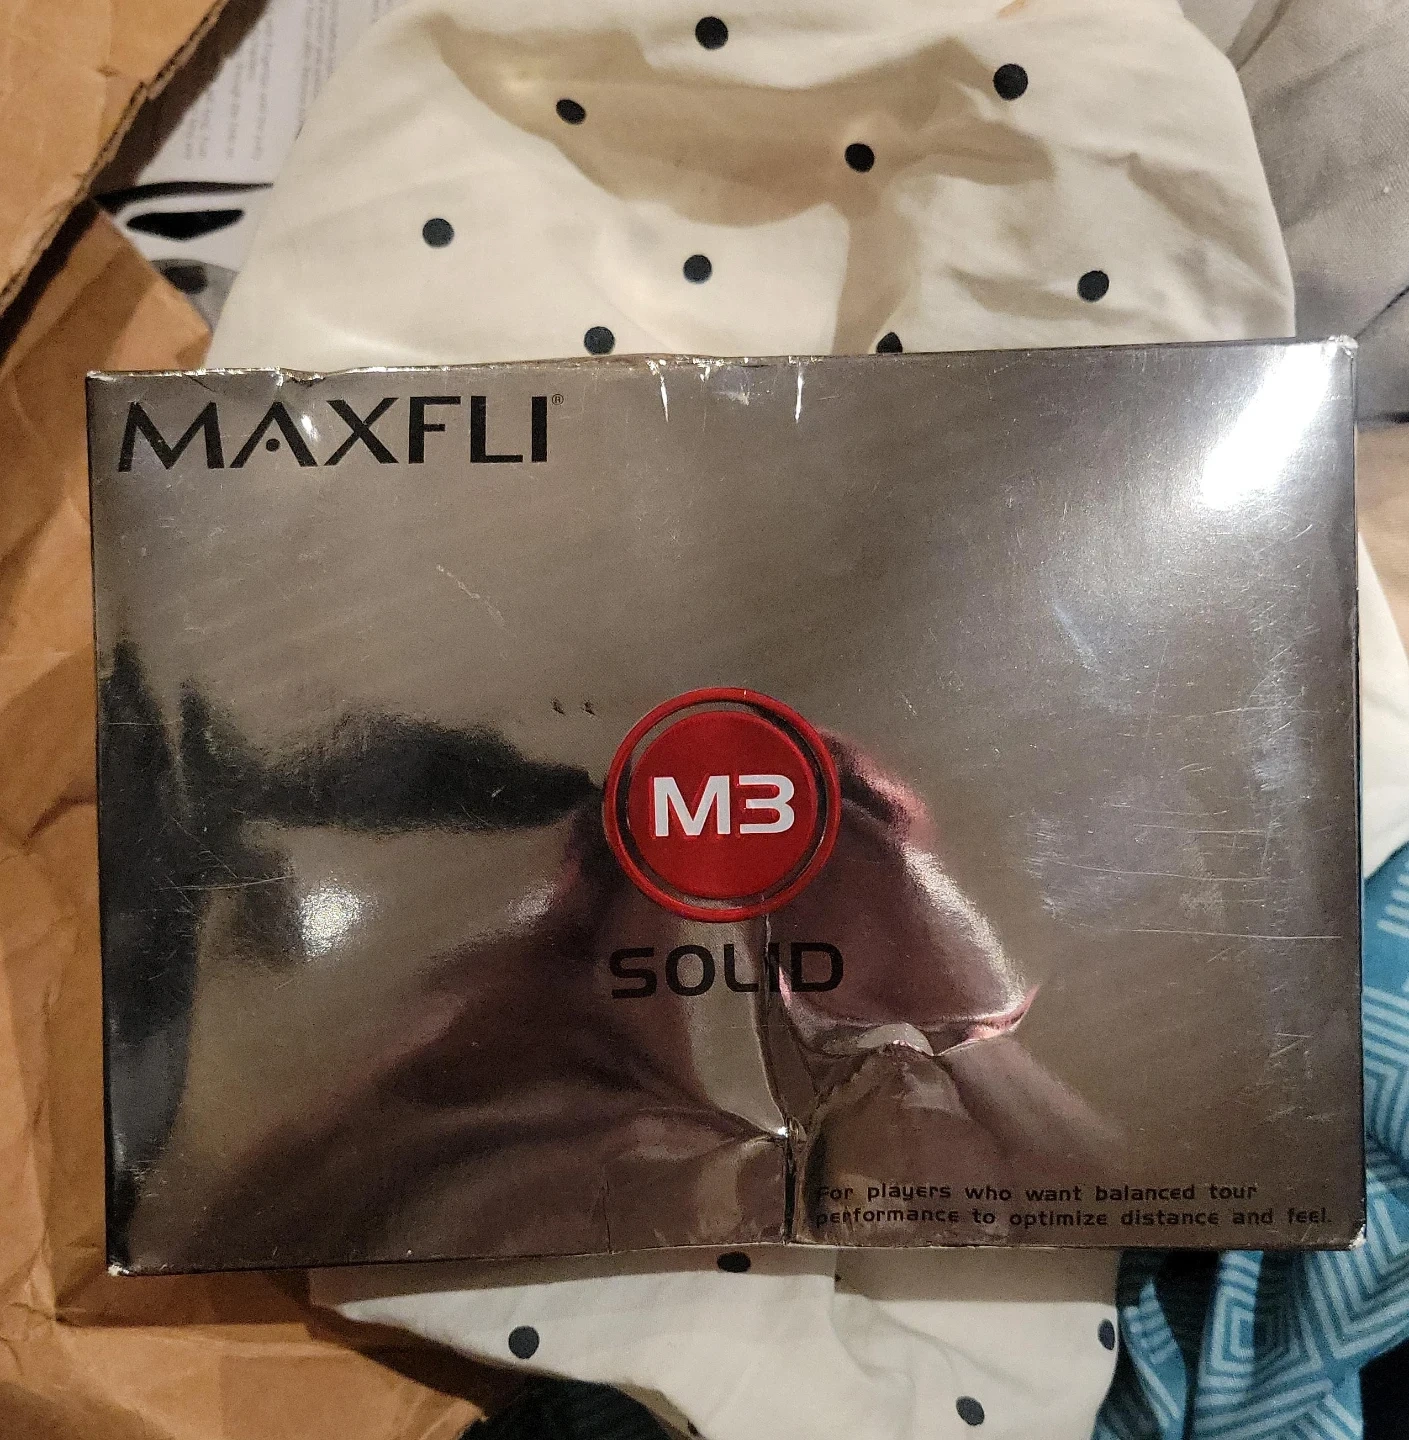 MAXFLI®
M3
SOLID
For players who want balanced tour
performance to optimize distance and feel.